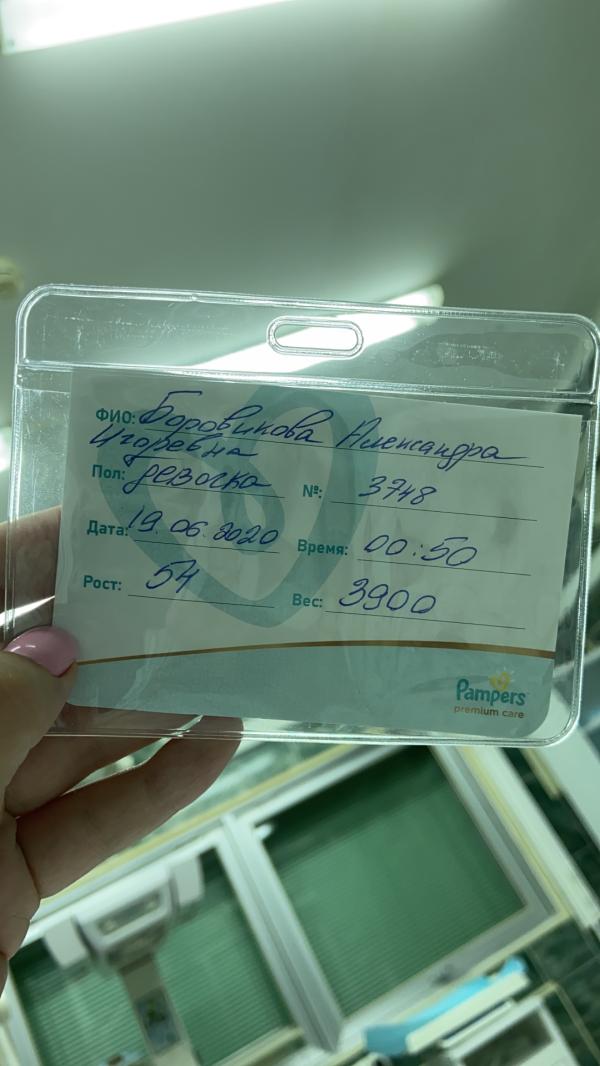 ФИО: Боровикова Александра
Игоревна
Пол: девочка №: 3748
Дата: 19.06.2020 Время: 00:50
Рост: 54 Вес: 3900
Pampers
premium care